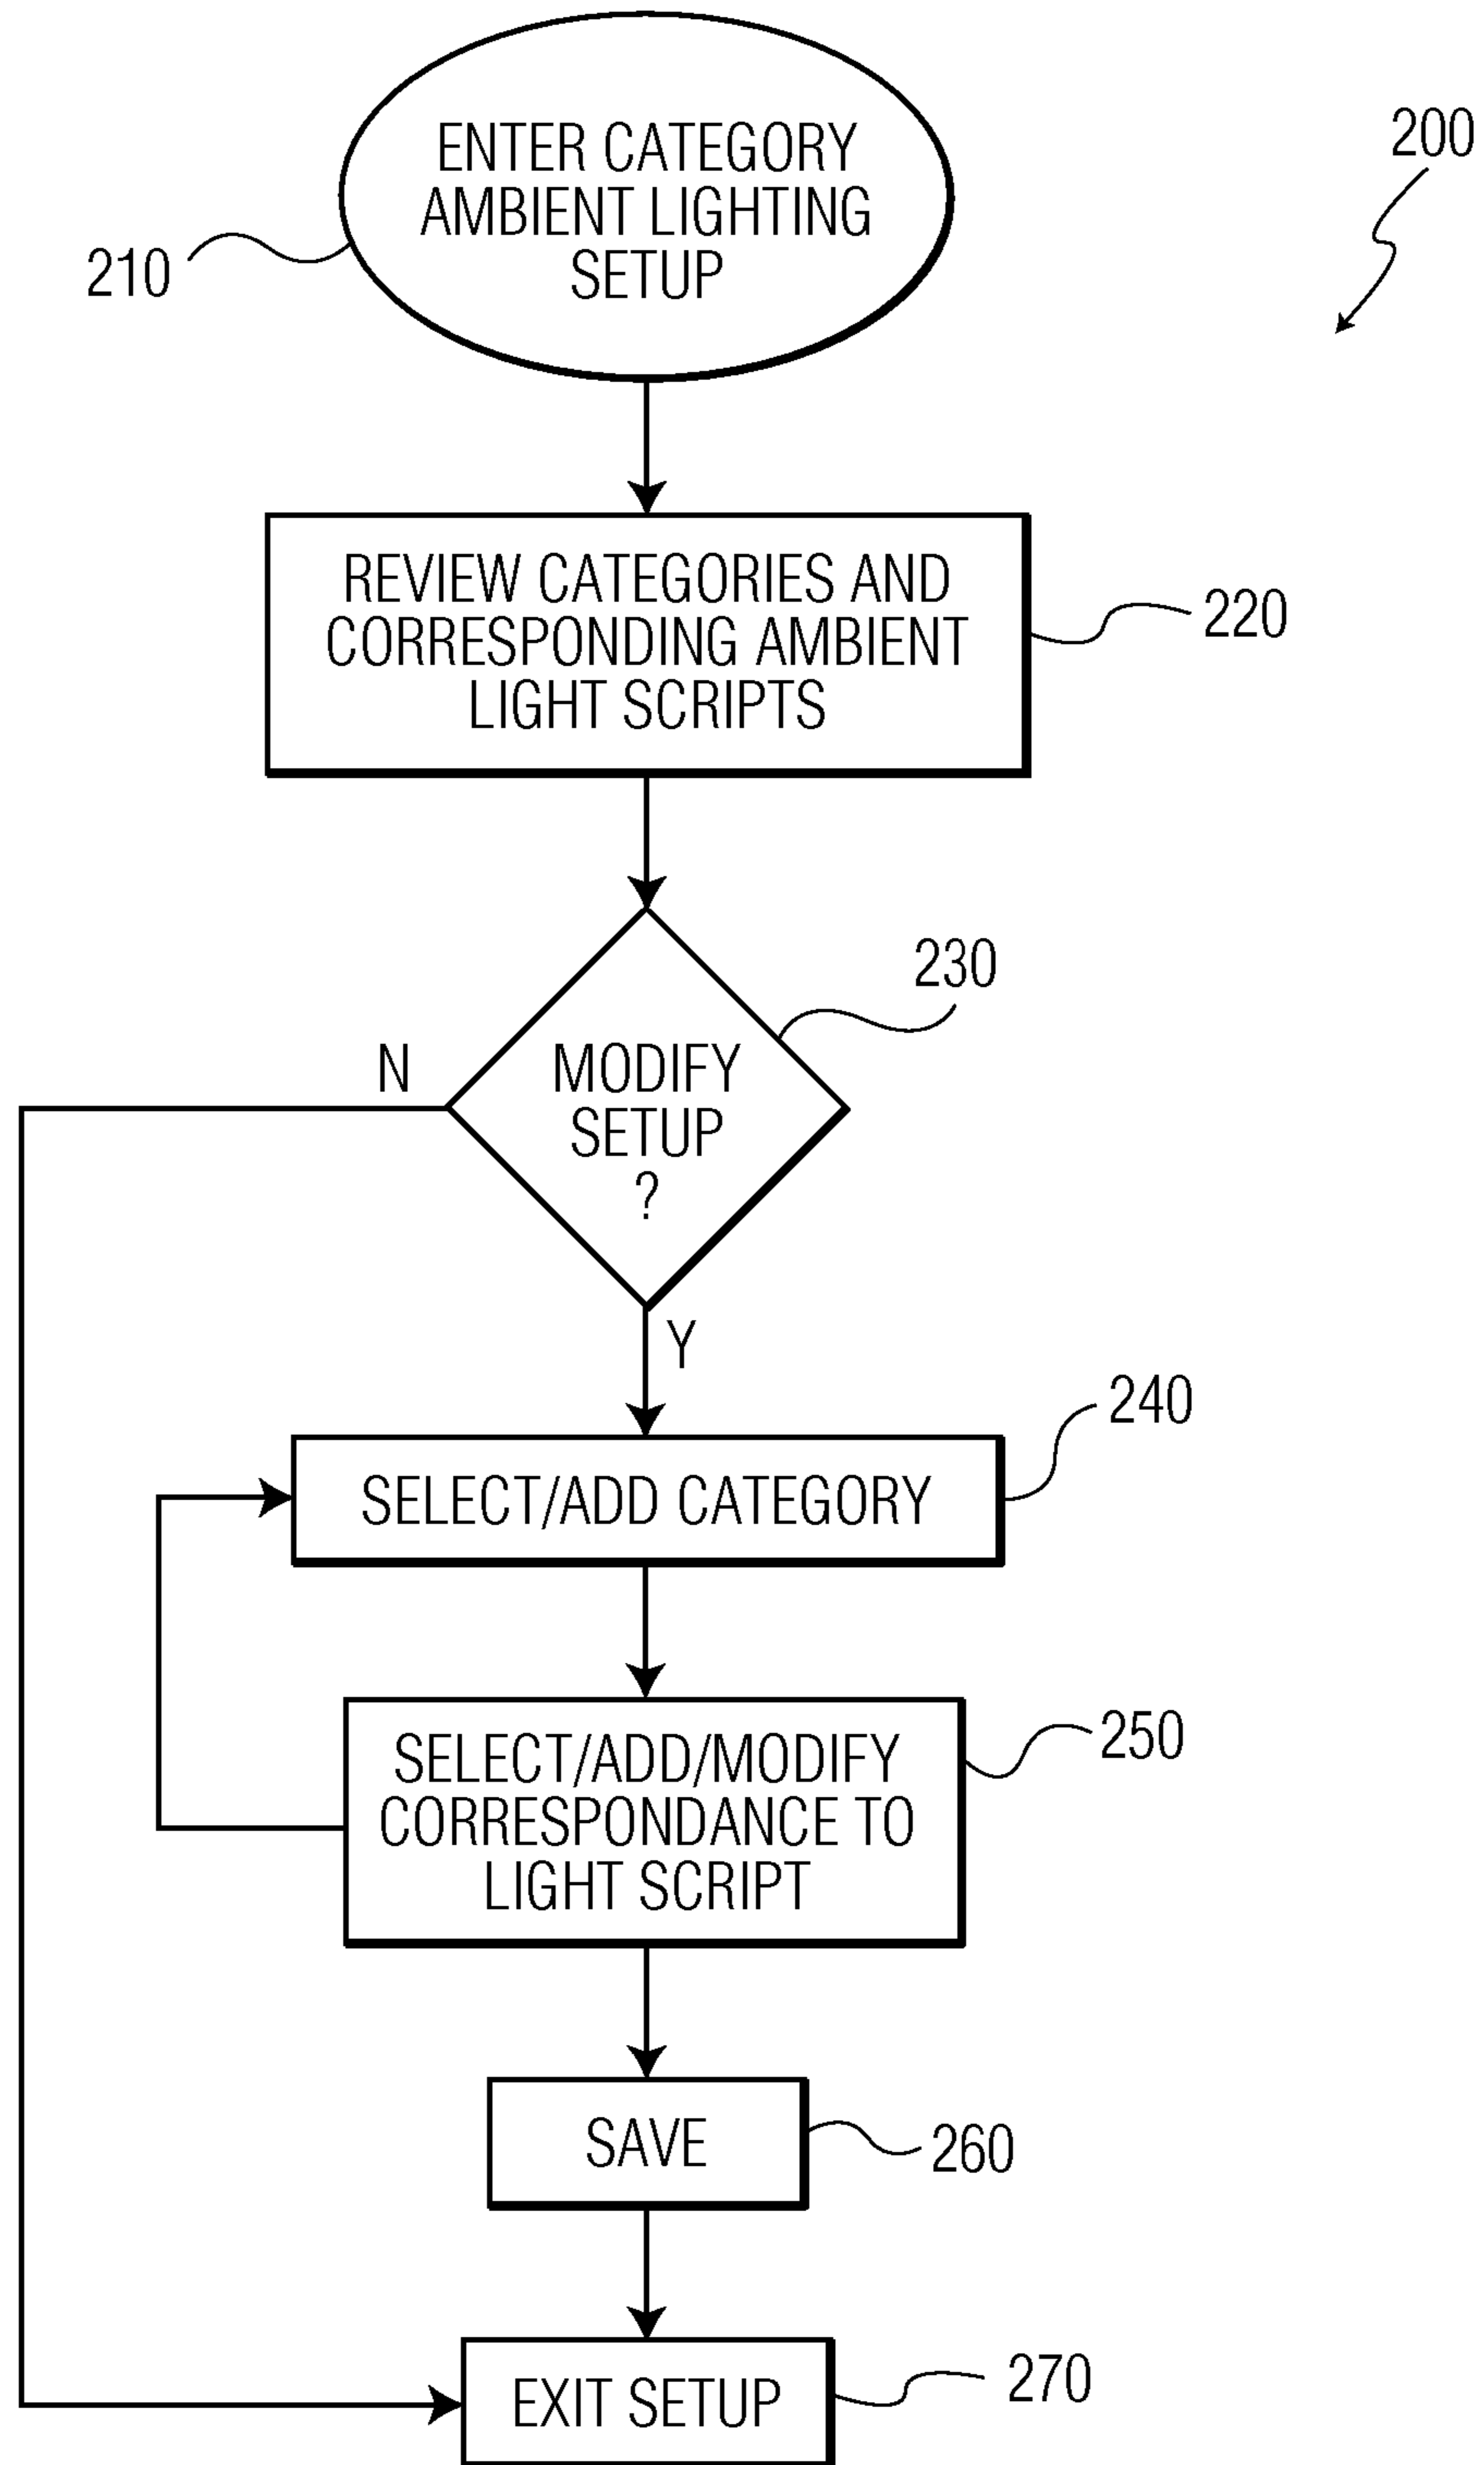 ENTER CATEGORY
AMBIENT LIGHTING
SETUP
200
210
REVIEW CATEGORIES AND
CORRESPONDING AMBIENT
LIGHT SCRIPTS
220
230
N
MODIFY
SETUP
?
Y
240
SELECT/ADD CATEGORY
250
SELECT/ADD/MODIFY
CORRESPONDANCE TO
LIGHT SCRIPT
SAVE
260
EXIT SETUP
270